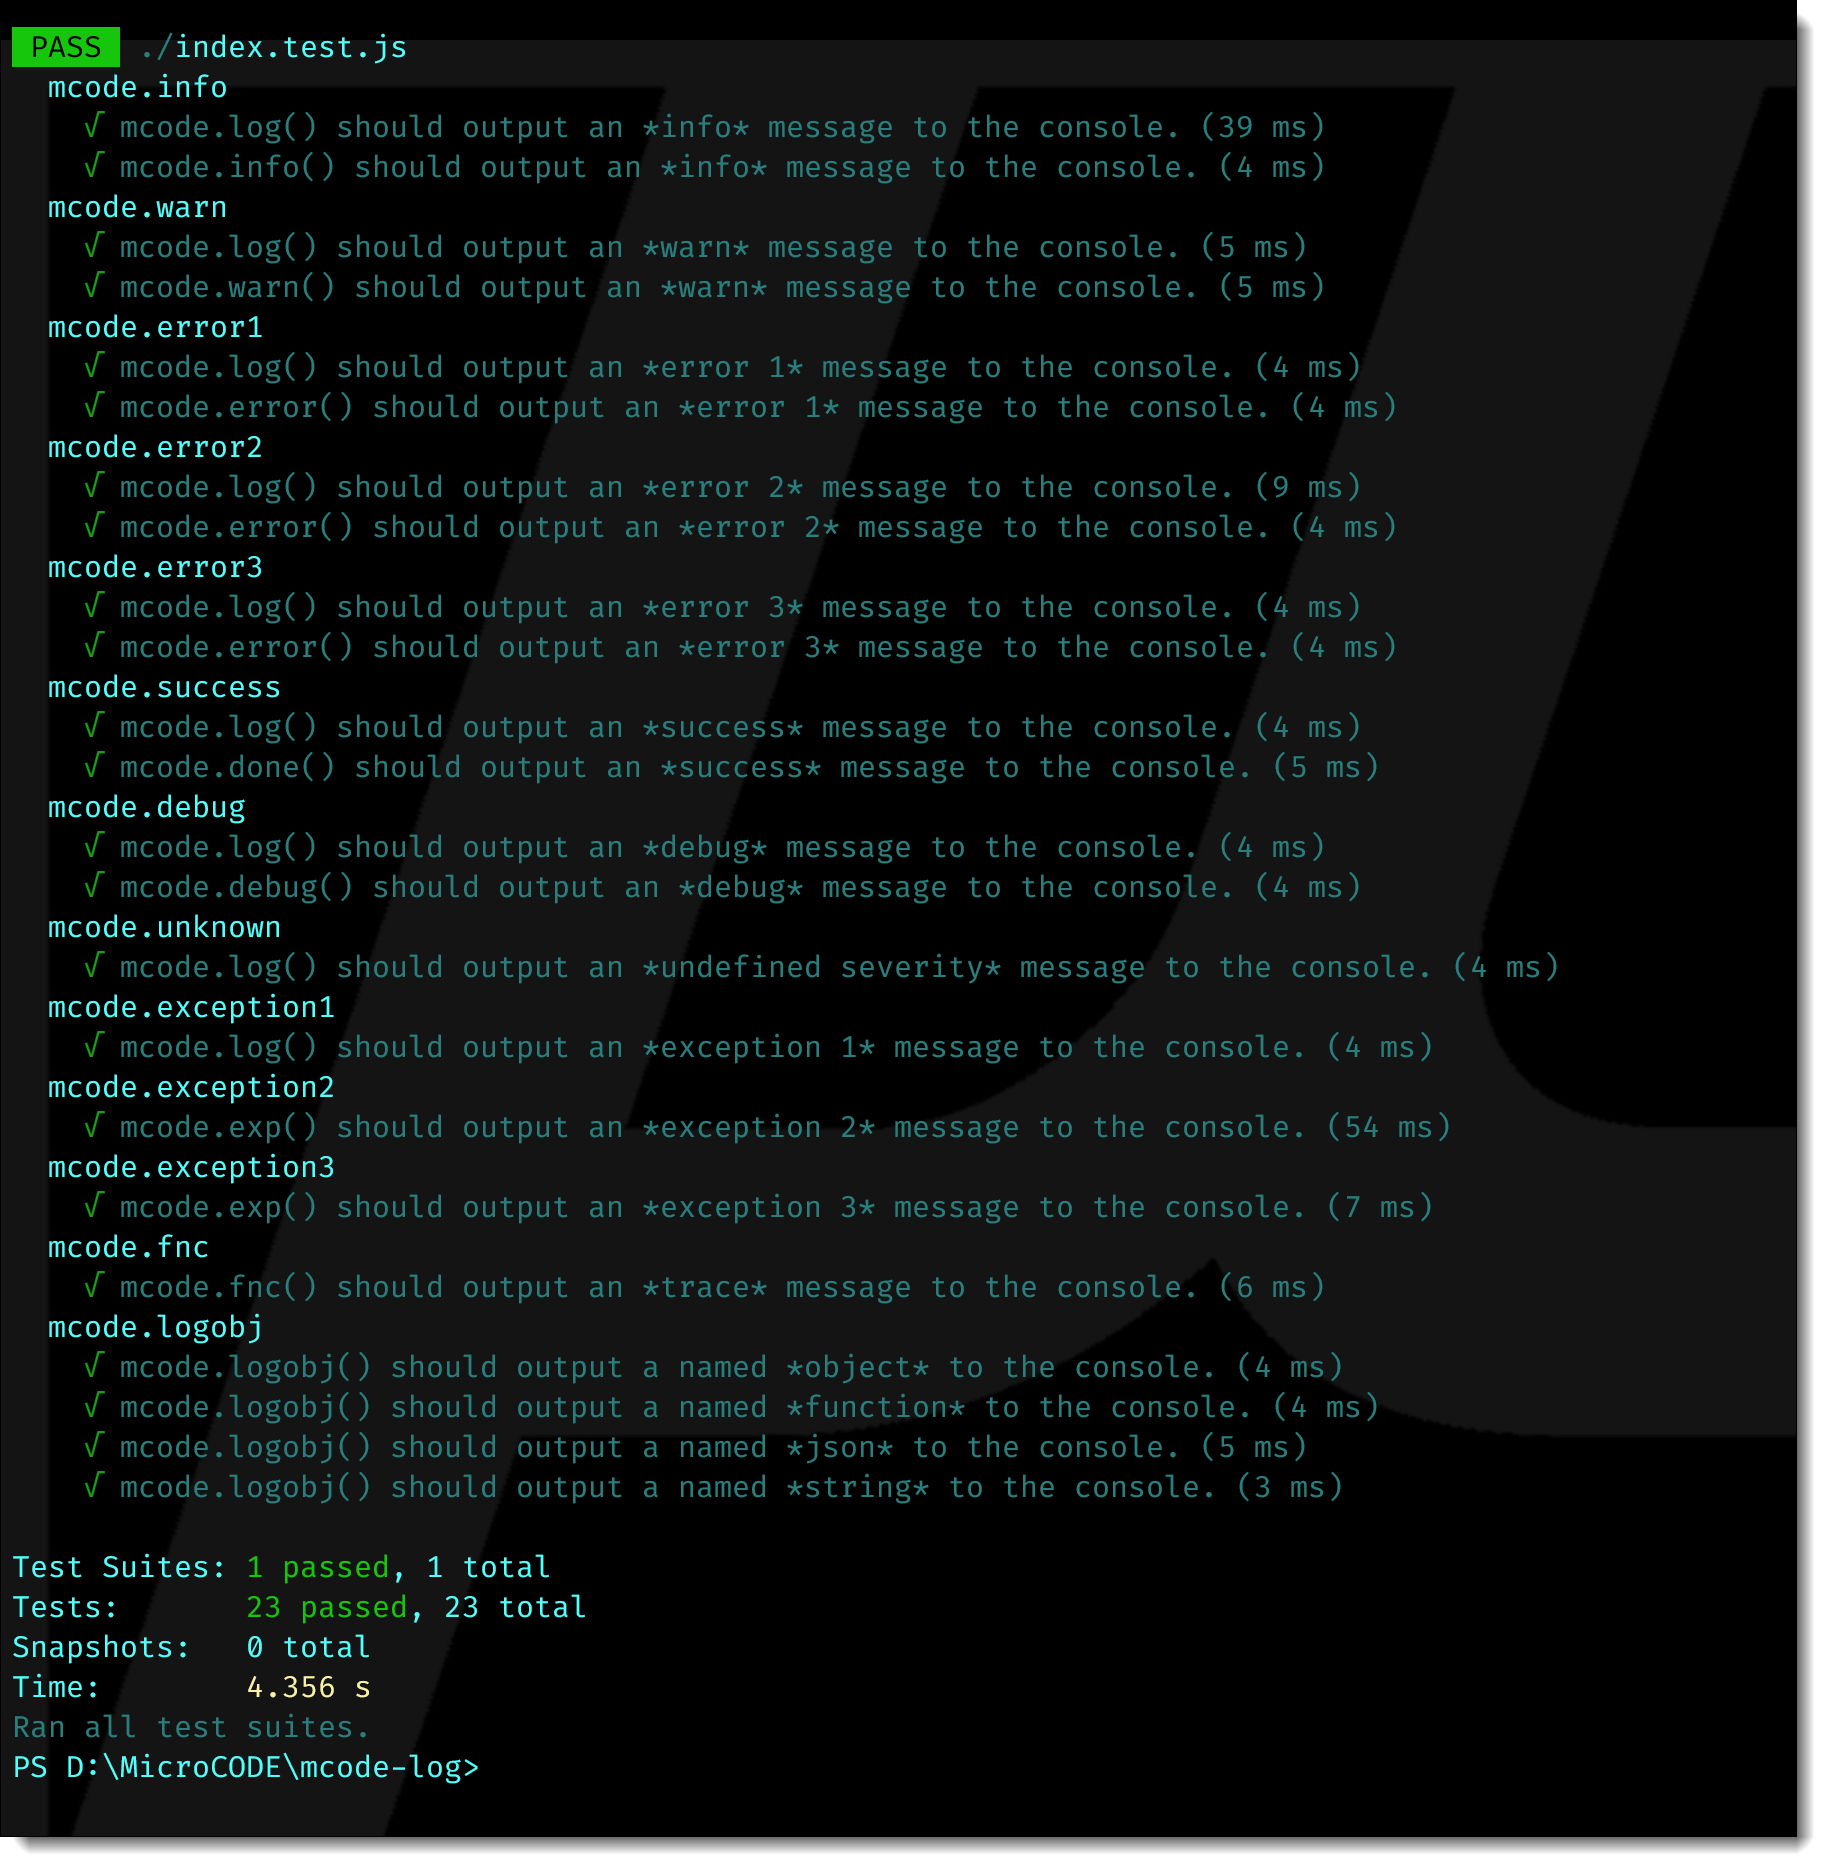 PASS ./index.test.js
mcode.info
√ mcode.log() should output an *info* message to the console. (39 ms)
√ mcode.info() should output an *info* message to the console. (4 ms)
mcode.warn
√ mcode.log() should output an *warn* message to the console. (5 ms)
√ mcode.warn() should output an *warn* message to the console. (5 ms)
mcode.error1
√ mcode.log() should output an *error 1* message to the console. (4 ms)
√ mcode.error() should output an *error 1* message to the console. (4 ms)
mcode.error2
√ mcode.log() should output an *error 2* message to the console. (9 ms)
√ mcode.error() should output an *error 2* message to the console. (4 ms)
mcode.error3
√ mcode.log() should output an *error 3* message to the console. (4 ms)
√ mcode.error() should output an *error 3* message to the console. (4 ms)
mcode.success
√ mcode.log() should output an *success* message to the console. (4 ms)
√ mcode.done() should output an *success* message to the console. (5 ms)
mcode.debug
√ mcode.log() should output an *debug* message to the console. (4 ms)
√ mcode.debug() should output an *debug* message to the console. (4 ms)
mcode.unknown
√ mcode.log() should output an *undefined severity* message to the console. (4 ms)
mcode.exception1
√ mcode.log() should output an *exception 1* message to the console. (4 ms)
mcode.exception2
√ mcode.exp() should output an *exception 2* message to the console. (54 ms)
mcode.exception3
√ mcode.exp() should output an *exception 3* message to the console. (7 ms)
mcode.fnc
√ mcode.fnc() should output an *trace* message to the console. (6 ms)
mcode.logobj
√ mcode.logobj() should output a named *object* to the console. (4 ms)
√ mcode.logobj() should output a named *function* to the console. (4 ms)
√ mcode.logobj() should output a named *json* to the console. (5 ms)
√ mcode.logobj() should output a named *string* to the console. (3 ms)
Test Suites: 1 passed, 1 total
Tests: 23 passed, 23 total
Snapshots: 0 total
Time: 4.356 s
Ran all test suites.
PS D:\MicroCODE\mcode-log>